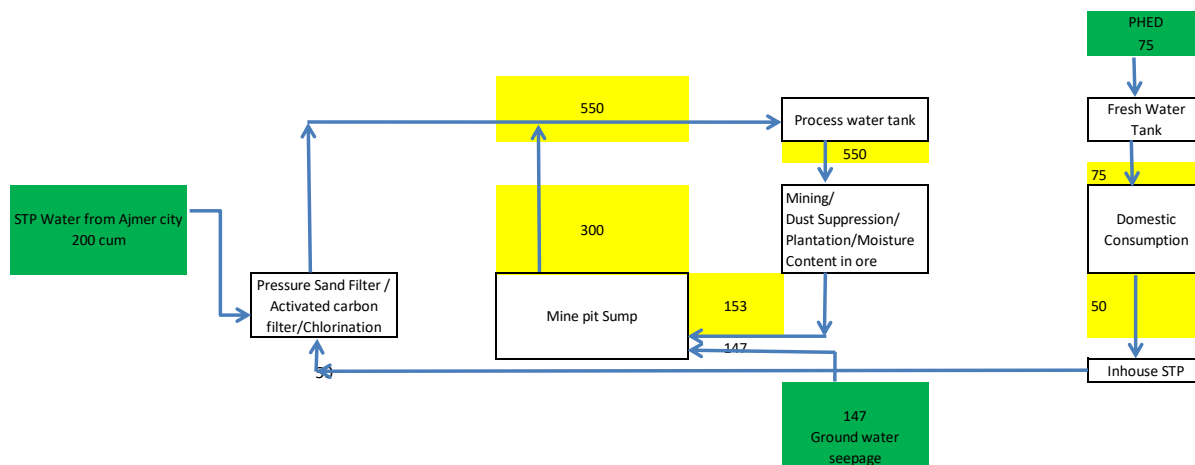 PHED
75
550
Process water tank
Fresh Water
Tank
550
75
STP Water from Ajmer city
200 cum
300
Mining/
Dust Suppression/
Plantation/Moisture
Content in ore
Domestic
Consumption
Pressure Sand Filter /
Activated carbon
filter/Chlorination
Mine pit Sump
153
50
147
50
Inhouse STP
147
Ground water
seepage